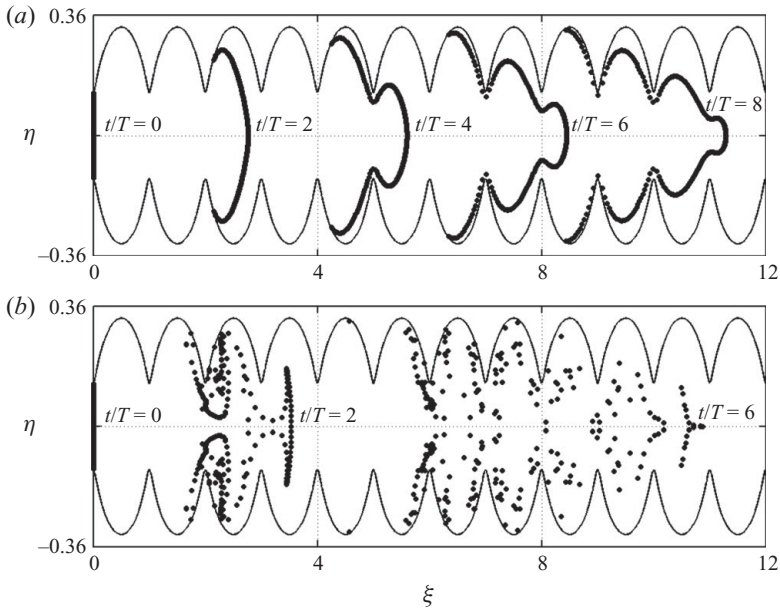 (a)
0.36
η
–0.36
t/T = 0
t/T = 2
t/T = 4
t/T = 6
t/T = 8
0 4 8 12
(b)
0.36
η
–0.36
t/T = 0
t/T = 2
t/T = 6
0 4 8 12
ξ